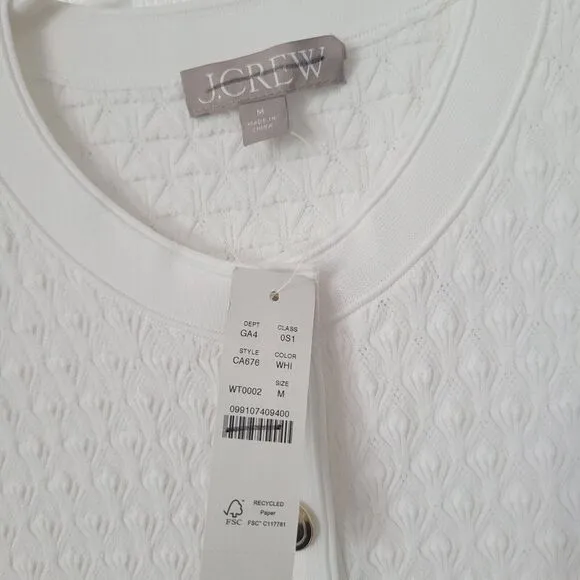 J.CREW
M
MADE IN
CHINA
DEPT CLASS
GA4 0S1
STYLE COLOR
CA676 WHI
SIZE
WT0002 M
099107409400
FSC
RECYCLED
Paper
FSC® C117781